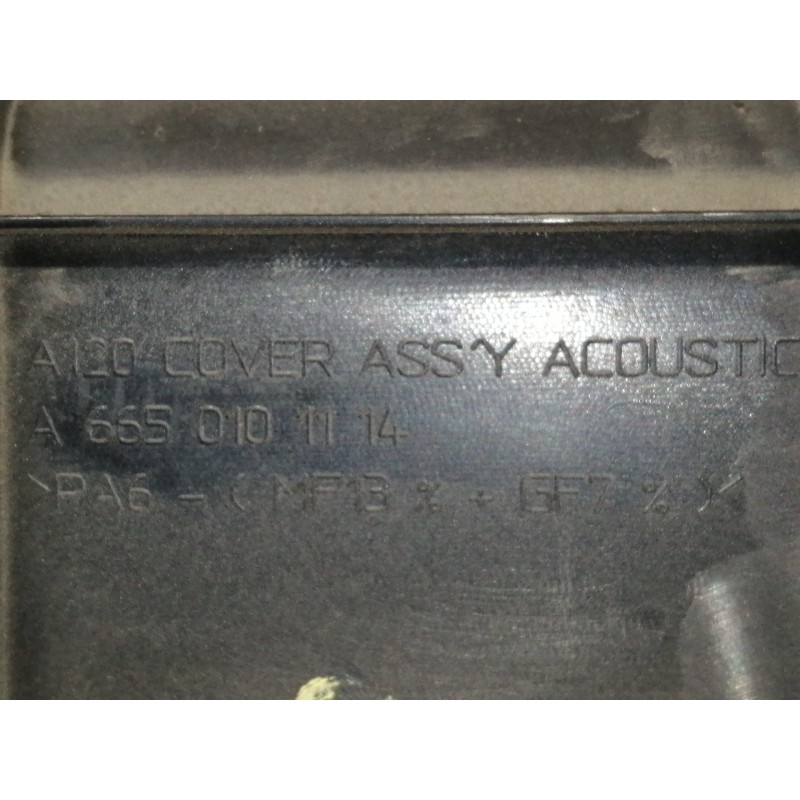 A120 COVER ASS'Y ACOUSTIC
A 665 010 11 14
>PA6 - ( MF13 % + GF7 % )<